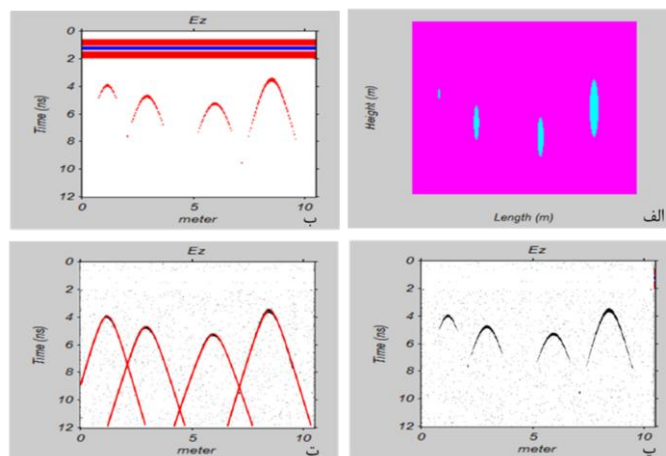 Ez
0
2
4
6
8
10
12
Time (ns)
0 5 10
meter
ب
Height (m)
Length (m)
الف
Ez
0
2
4
6
8
10
12
Time (ns)
0 5 10
meter
ت
Ez
0
2
4
6
8
10
12
Time (ns)
0 5 10
meter